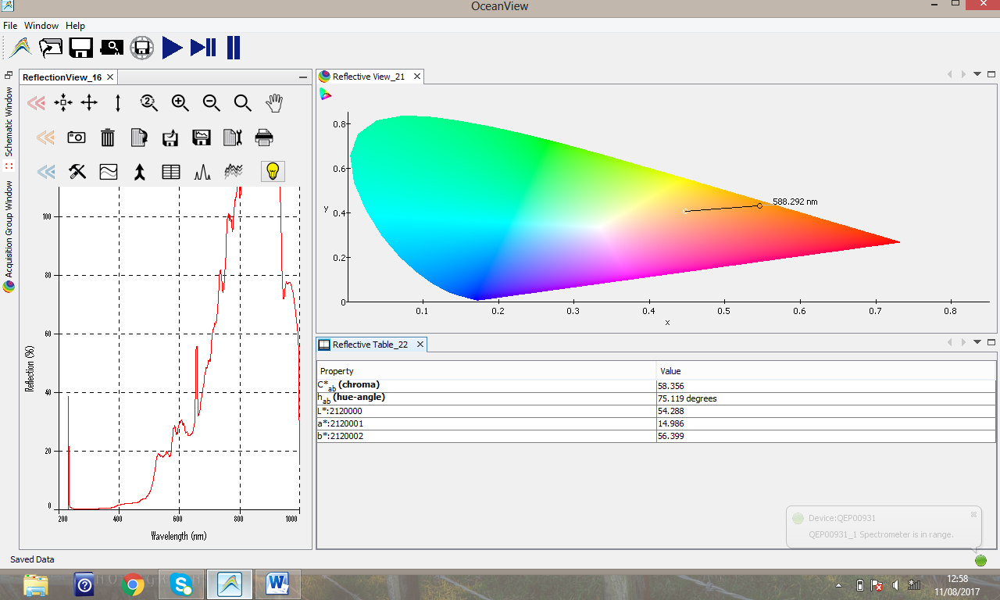 OceanView
File Window Help
ReflectionView_16
Reflective View_21
Schematic Window
Acquisition Group Window
2
100
80
60
40
20
0
Reflection (%)
200 400 600 800 1000
Wavelength (nm)
0.8
0.6
y
0.4
0.2
0
588.292 nm
0.1 0.2 0.3 0.4 0.5 0.6 0.7 0.8
x
Reflective Table_22
Property Value
C*ab (chroma) 58.356
hab (hue-angle) 75.119 degrees
L*:2120000 54.288
a*:2120001 14.986
b*:2120002 56.399
Device:QEP00931
QEP00931_1 Spectrometer is in range.
Saved Data
12:58
11/08/2017